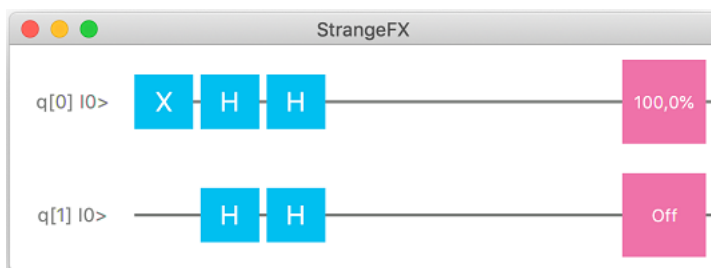 StrangeFX
q[0] I0> X H H 100,0%
q[1] I0> H H Off